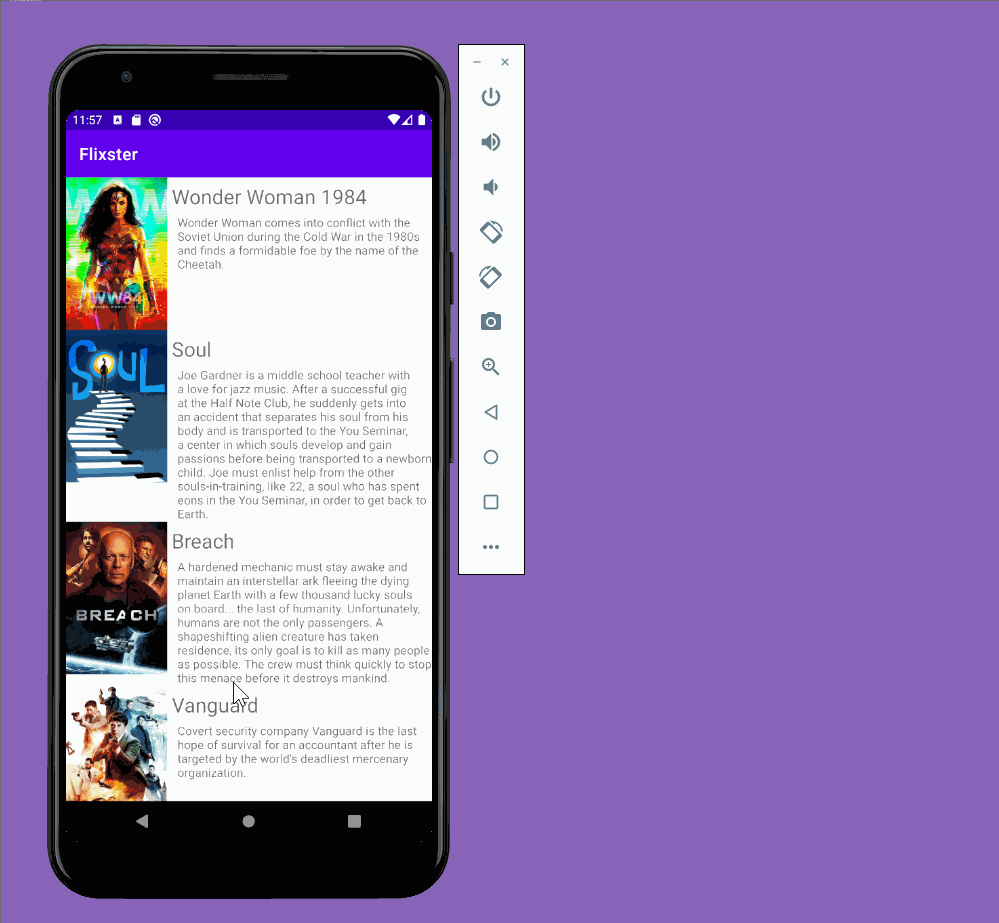 11:57
Flixster
WW84
Wonder Woman 1984
Wonder Woman comes into conflict with the
Soviet Union during the Cold War in the 1980s
and finds a formidable foe by the name of the
Cheetah.
SOUL
Soul
Joe Gardner is a middle school teacher with
a love for jazz music. After a successful gig
at the Half Note Club, he suddenly gets into
an accident that separates his soul from his
body and is transported to the You Seminar,
a center in which souls develop and gain
passions before being transported to a newborn
child. Joe must enlist help from the other
souls-in-training, like 22, a soul who has spent
eons in the You Seminar, in order to get back to
Earth.
BREACH
Breach
A hardened mechanic must stay awake and
maintain an interstellar ark fleeing the dying
planet Earth with a few thousand lucky souls
on board... the last of humanity. Unfortunately,
humans are not the only passengers. A
shapeshifting alien creature has taken
residence, its only goal is to kill as many people
as possible. The crew must think quickly to stop
this menace before it destroys mankind.
Vanguard
Covert security company Vanguard is the last
hope of survival for an accountant after he is
targeted by the world's deadliest mercenary
organization.